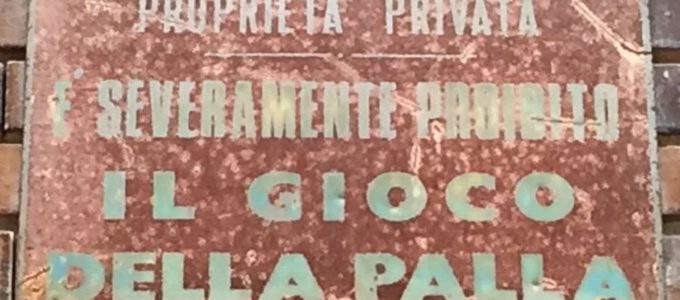 PROPRIETÀ PRIVATA
E' SEVERAMENTE PROIBITO
IL GIOCO
DELLA PALLA